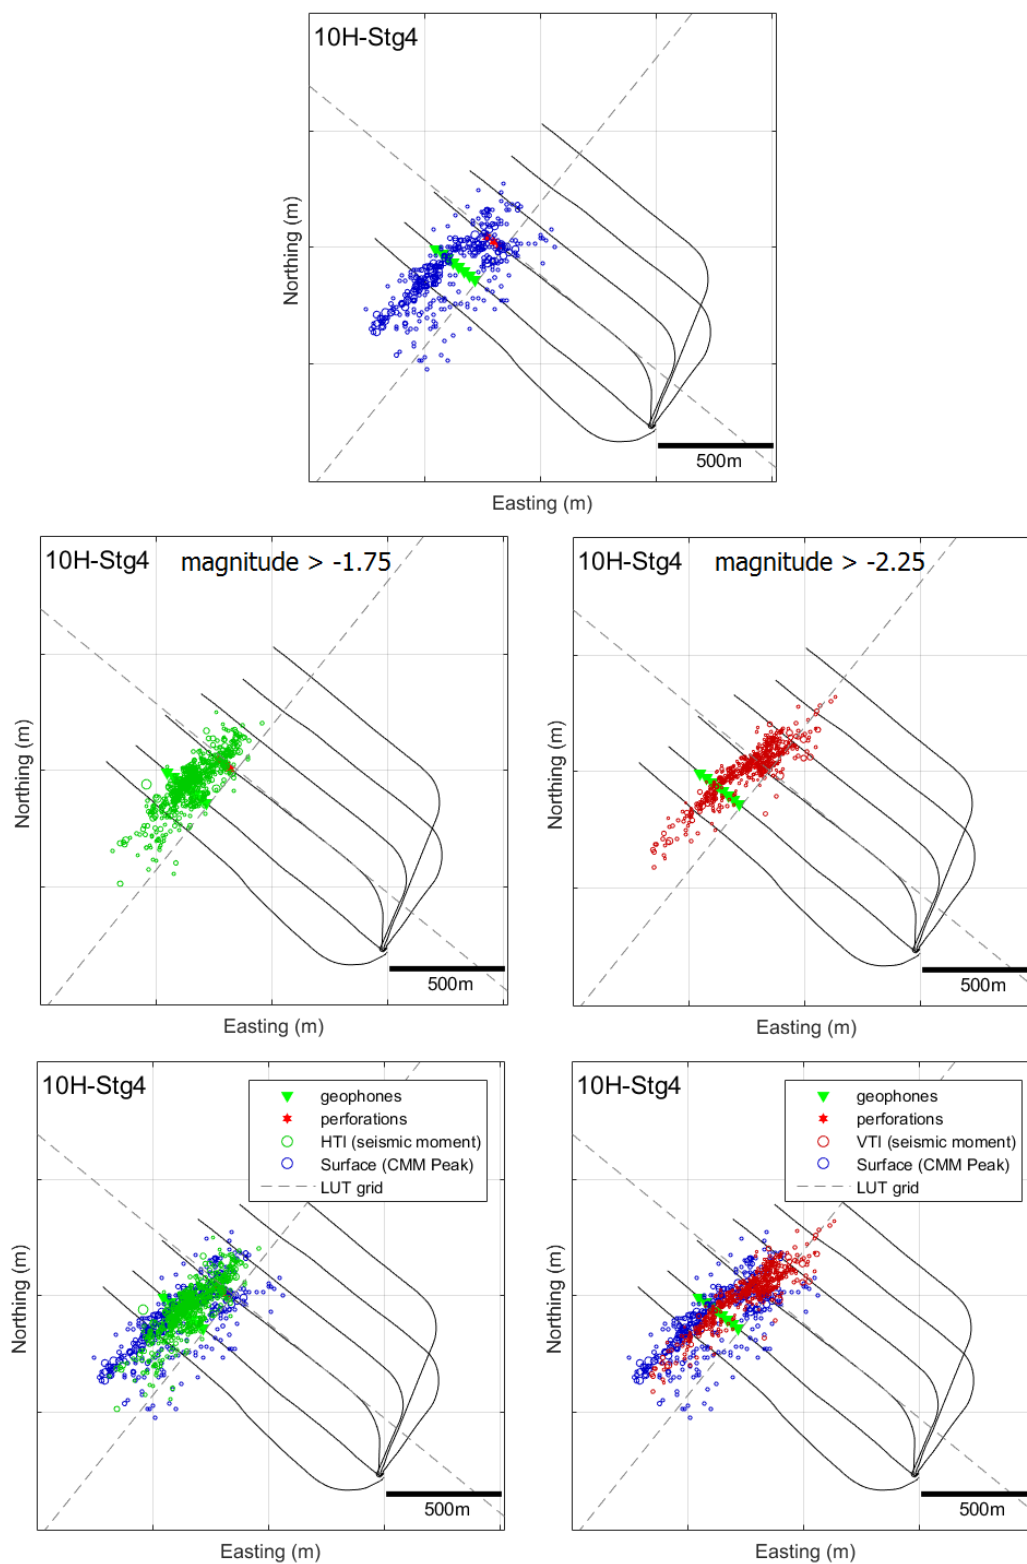 10H-Stg4
Northing (m)
500m
Easting (m)
10H-Stg4 magnitude > -1.75
Northing (m)
500m
Easting (m)
10H-Stg4 magnitude > -2.25
Northing (m)
500m
Easting (m)
10H-Stg4
geophones
perforations
HTI (seismic moment)
Surface (CMM Peak)
LUT grid
Northing (m)
500m
Easting (m)
10H-Stg4
geophones
perforations
VTI (seismic moment)
Surface (CMM Peak)
LUT grid
Northing (m)
500m
Easting (m)